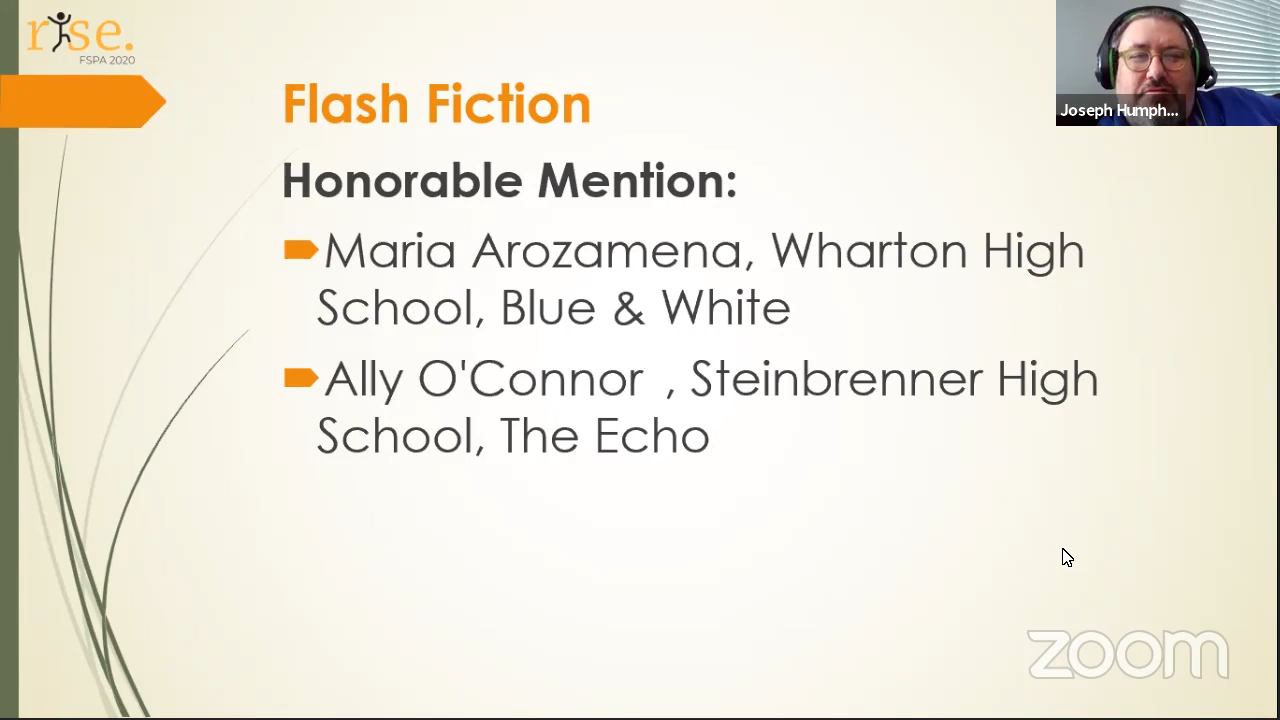 rise.
FSPA 2020
Joseph Humph...
Flash Fiction
Honorable Mention:
Maria Arozamena, Wharton High
School, Blue & White
Ally O'Connor , Steinbrenner High
School, The Echo
zoom